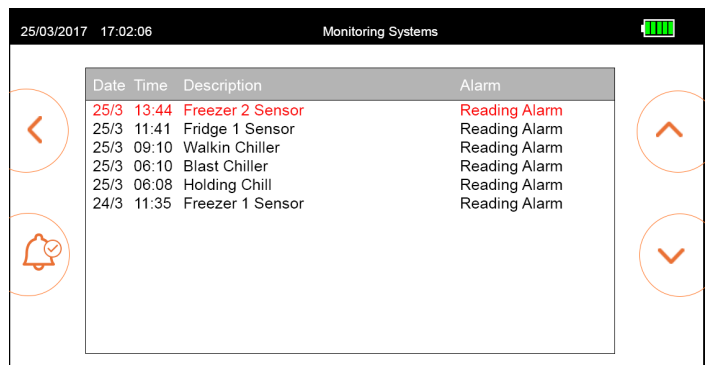 25/03/2017 17:02:06 Monitoring Systems
Date Time Description Alarm
25/3 13:44 Freezer 2 Sensor Reading Alarm
25/3 11:41 Fridge 1 Sensor Reading Alarm
25/3 09:10 Walkin Chiller Reading Alarm
25/3 06:10 Blast Chiller Reading Alarm
25/3 06:08 Holding Chill Reading Alarm
24/3 11:35 Freezer 1 Sensor Reading Alarm